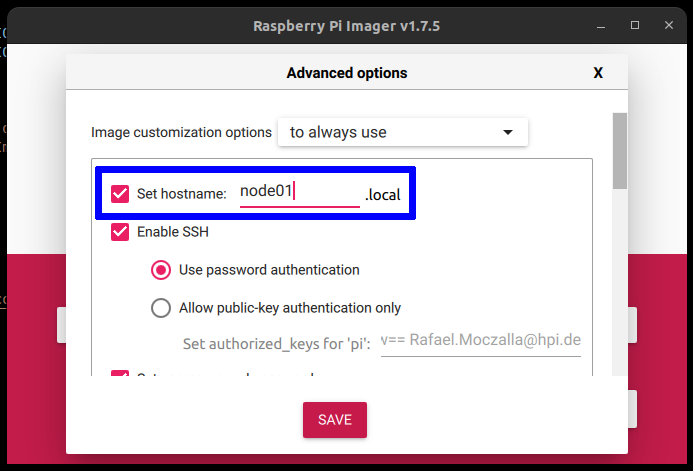 Raspberry Pi Imager v1.7.5
Advanced options
X
Image customization options to always use
Set hostname: node01 .local
Enable SSH
Use password authentication
Allow public-key authentication only
Set authorized_keys for 'pi': w== Rafael.Moczalla@hpi.de
SAVE